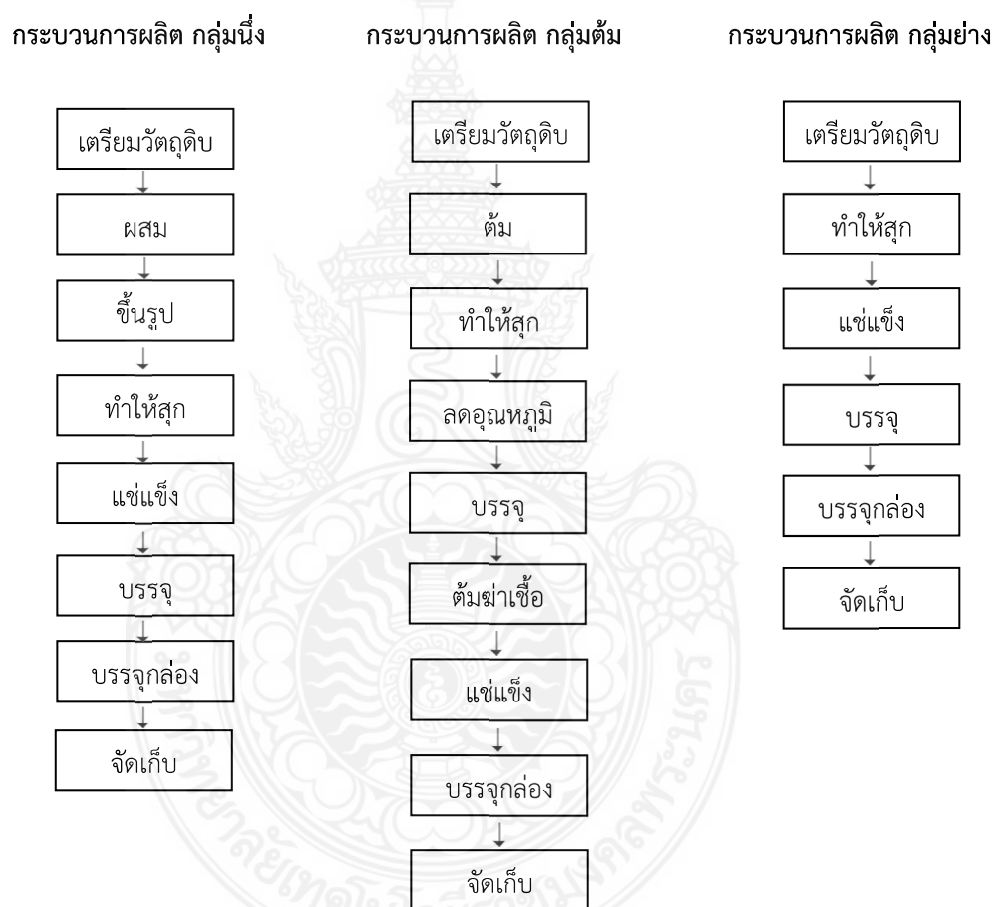 กระบวนการผลิต กลุ่มนึ่ง
เตรียมวัตถุดิบ
ผสม
ขึ้นรูป
ทำให้สุก
แช่แข็ง
บรรจุ
บรรจุกล่อง
จัดเก็บ
กระบวนการผลิต กลุ่มต้ม
เตรียมวัตถุดิบ
ต้ม
ทำให้สุก
ลดอุณหภูมิ
บรรจุ
ต้มฆ่าเชื้อ
แช่แข็ง
บรรจุกล่อง
จัดเก็บ
กระบวนการผลิต กลุ่มย่าง
เตรียมวัตถุดิบ
ทำให้สุก
แช่แข็ง
บรรจุ
บรรจุกล่อง
จัดเก็บ